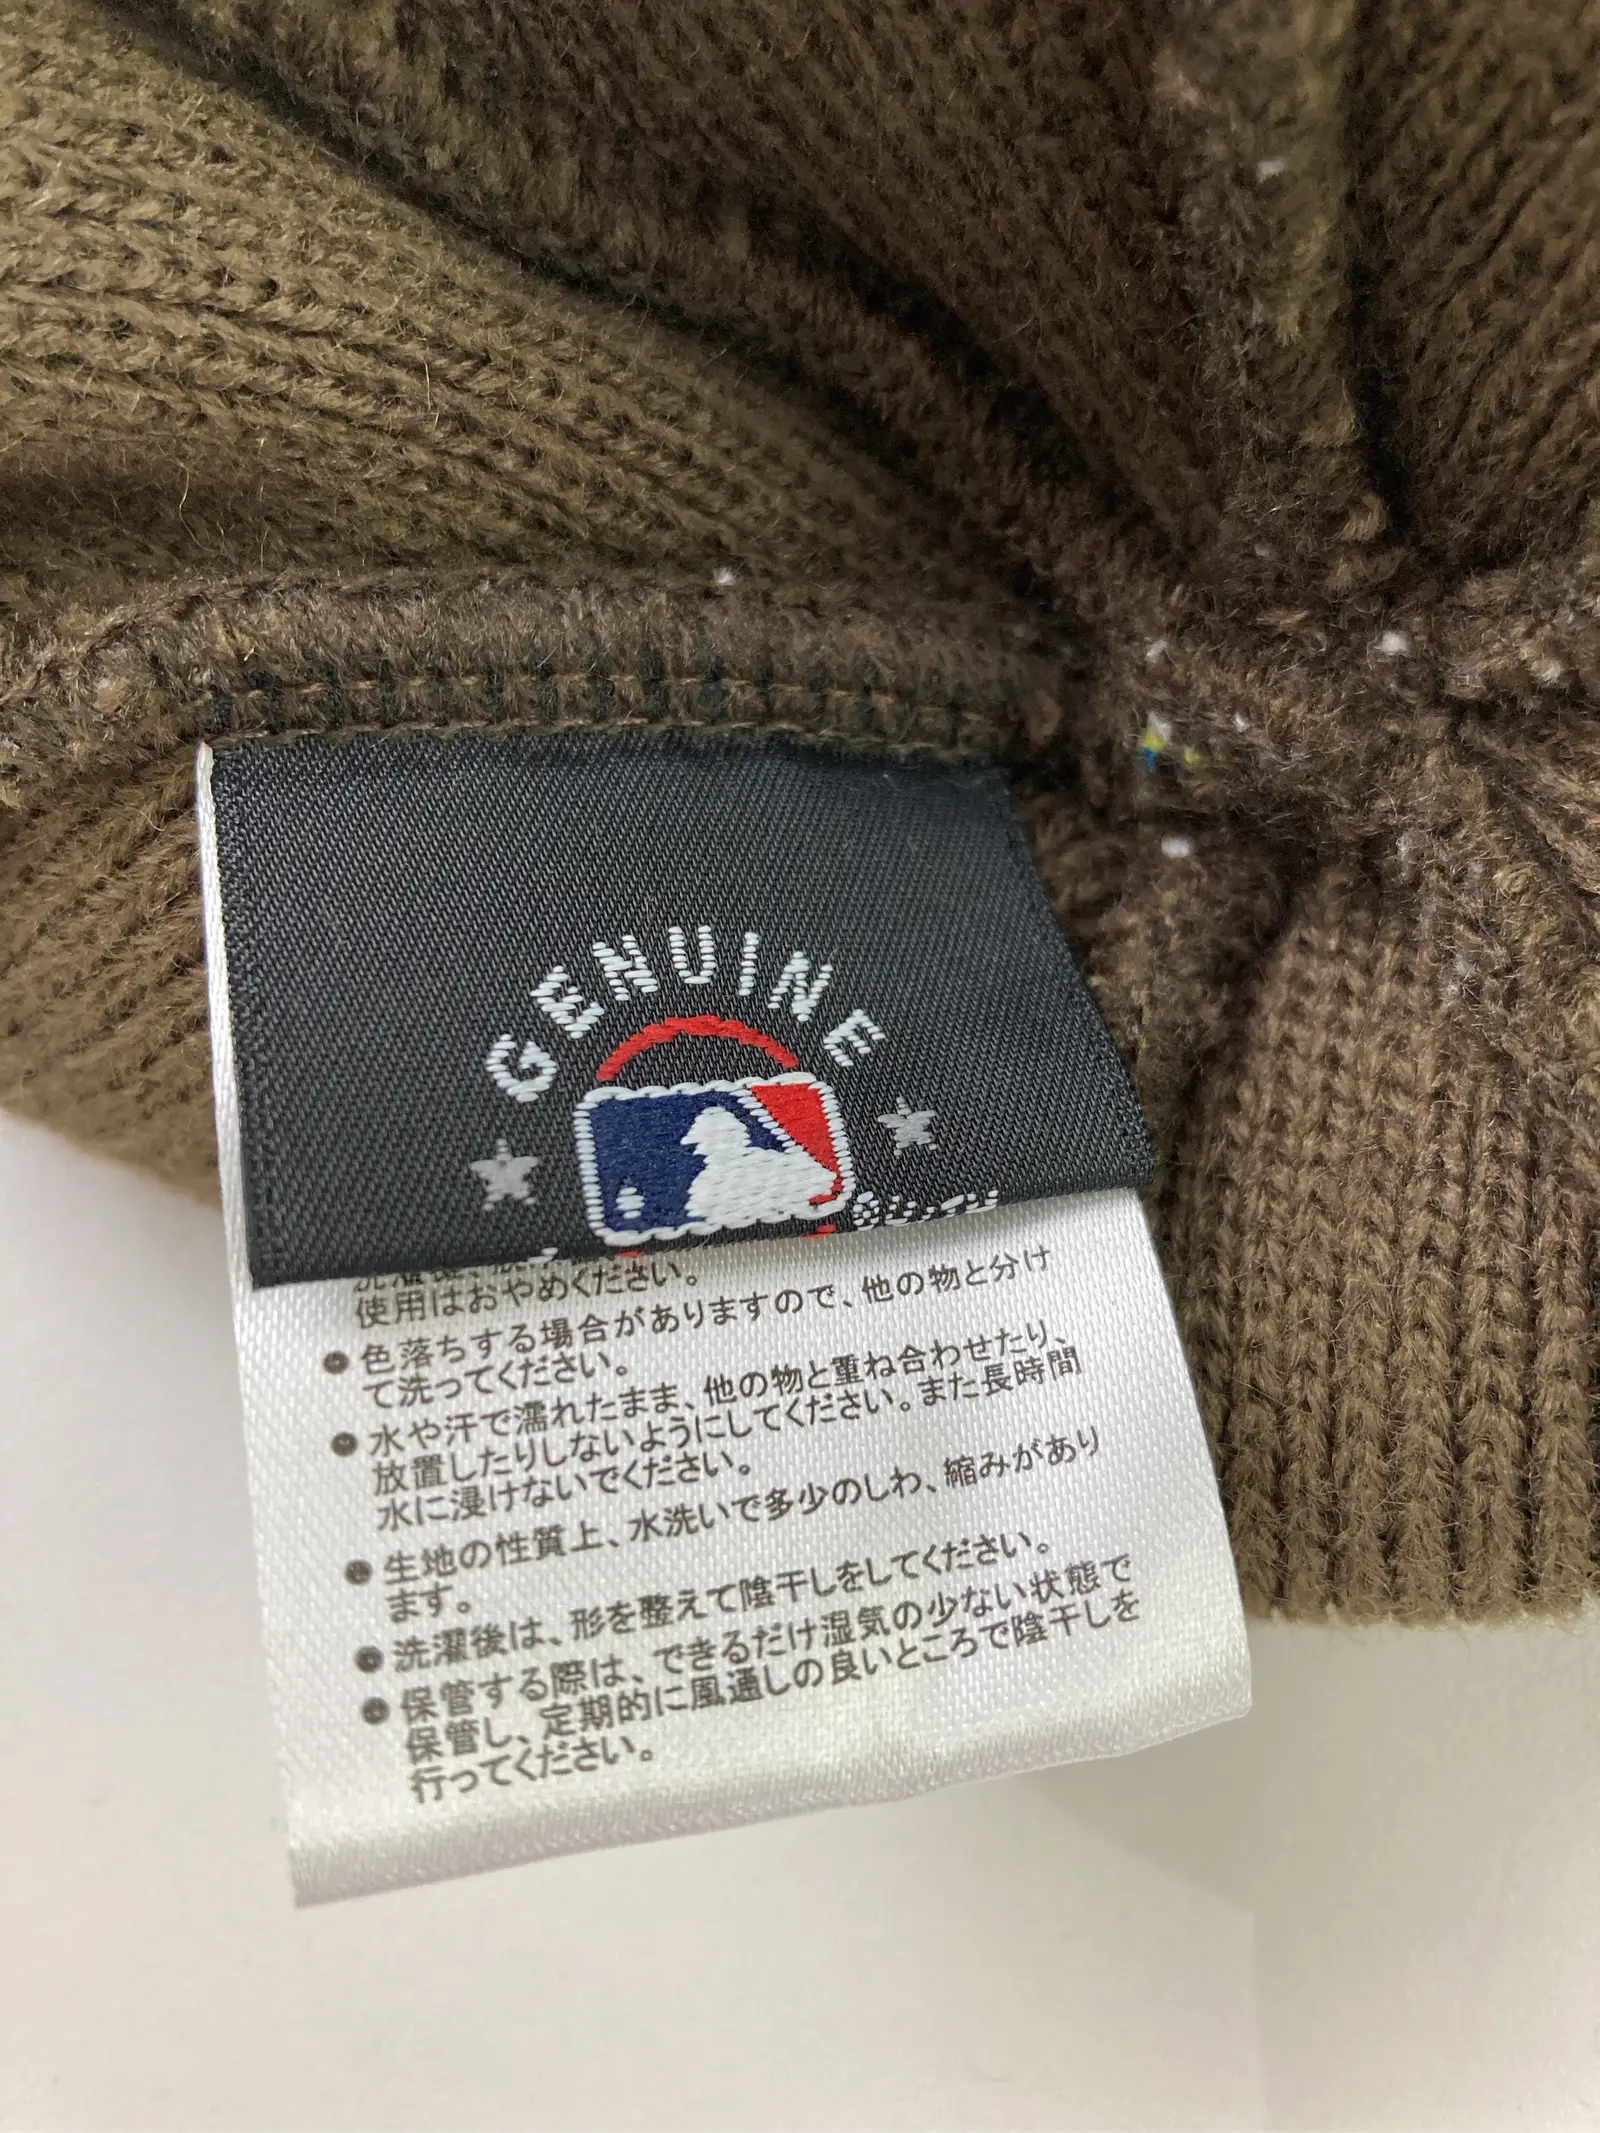 GENUINE
使用はおやめください。
● 色落ちする場合がありますので、他の物と分け
て洗ってください。
● 水や汗で濡れたまま、他の物と重ね合わせたり、
放置したりしないようにしてください。また長時間
水に浸けないでください。
● 生地の性質上、水洗いで多少のしわ、縮みがあり
ます。
● 洗濯後は、形を整えて陰干しをしてください。
● 保管する際は、できるだけ湿気の少ない状態で
保管し、定期的に風通しの良いところで陰干しを
行ってください。